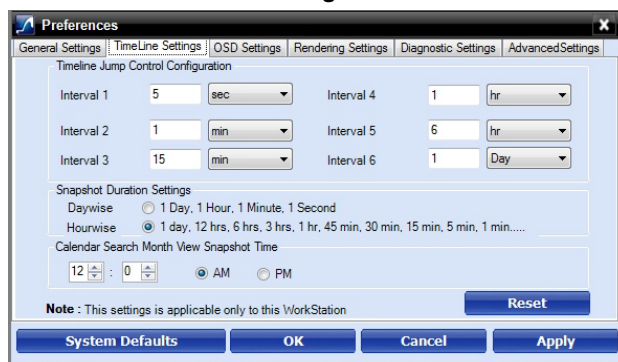 Preferences x
General Settings TimeLine Settings OSD Settings Rendering Settings Diagnostic Settings AdvancedSettings
Timeline Jump Control Configuration
Interval 1 5 sec Interval 4 1 hr
Interval 2 1 min Interval 5 6 hr
Interval 3 15 min Interval 6 1 Day
Snapshot Duration Settings
Daywise 1 Day, 1 Hour, 1 Minute, 1 Second
Hourwise 1 day, 12 hrs, 6 hrs, 3 hrs, 1 hr, 45 min, 30 min, 15 min, 5 min, 1 min.....
Calendar Search Month View Snapshot Time
12 : 0 AM PM
Note : This settings is applicable only to this WorkStation Reset
System Defaults OK Cancel Apply